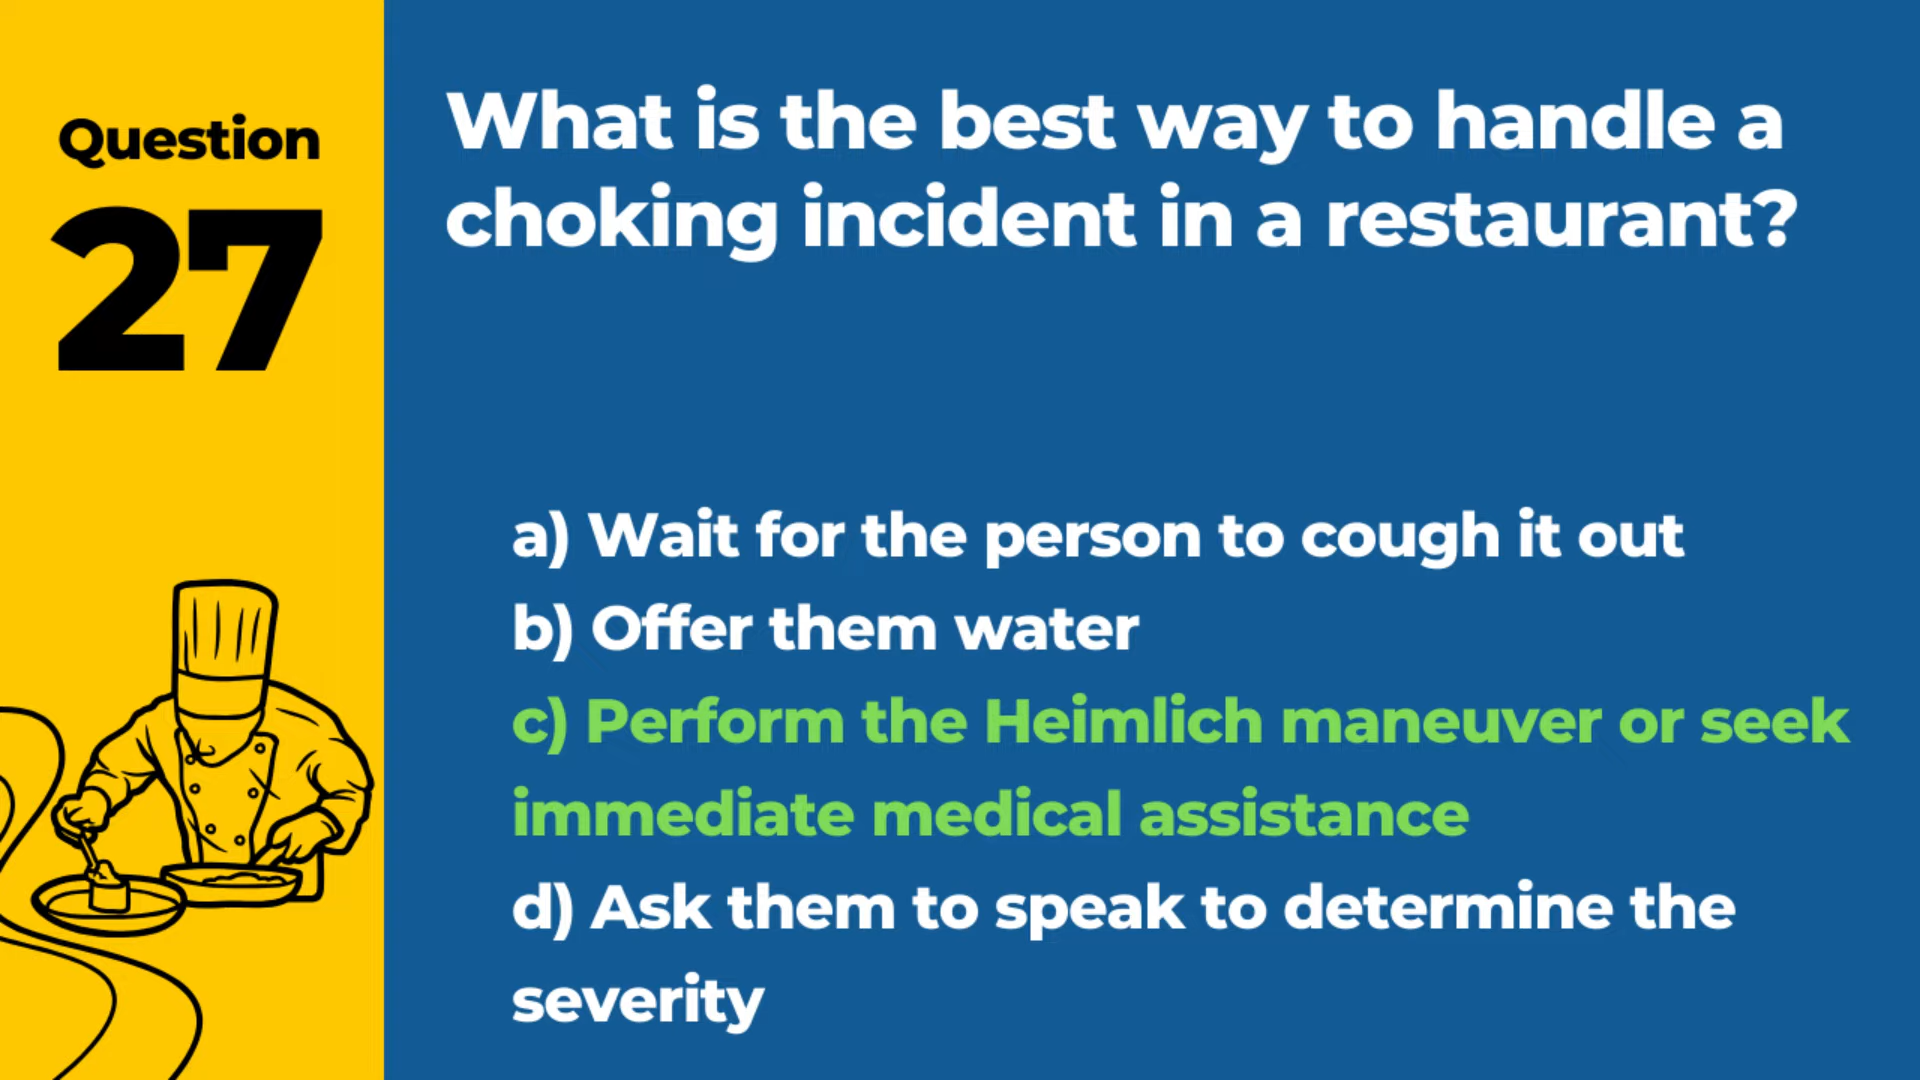 Question
27
What is the best way to handle a
choking incident in a restaurant?
a) Wait for the person to cough it out
b) Offer them water
c) Perform the Heimlich maneuver or seek
immediate medical assistance
d) Ask them to speak to determine the
severity